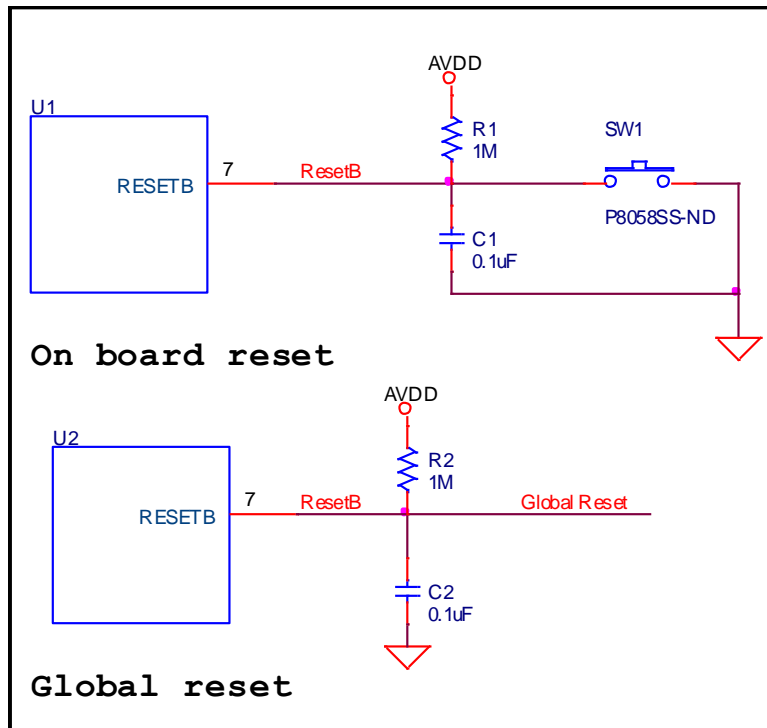 AVDD
U1
R1
1M
SW1
RESETB
7
ResetB
P8058SS-ND
C1
0.1uF
On board reset
AVDD
U2
R2
1M
RESETB
7
ResetB
Global Reset
C2
0.1uF
Global reset